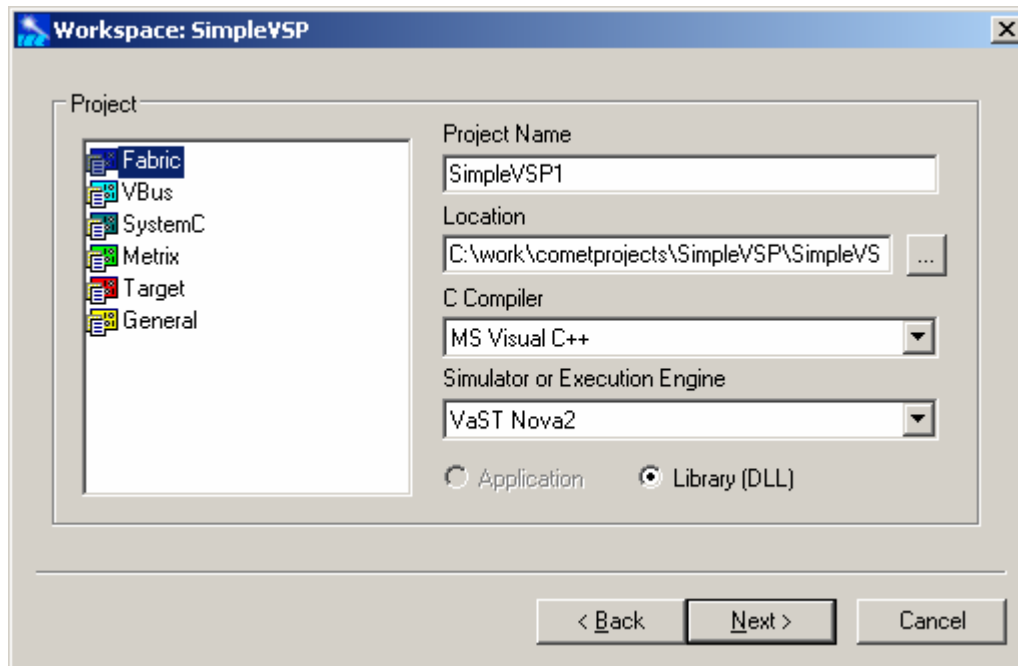 Workspace: SimpleVSP
Project
Fabric
VBus
SystemC
Metrix
Target
General
Project Name
SimpleVSP1
Location
C:\work\cometprojects\SimpleVSP\SimpleVS
...
C Compiler
MS Visual C++
Simulator or Execution Engine
VaST Nova2
Application
Library (DLL)
< Back
Next >
Cancel